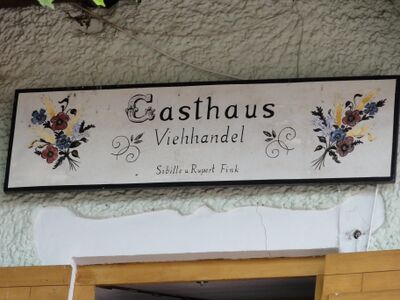 Gasthaus
Viehhandel
Sibille u. Rupert Fink